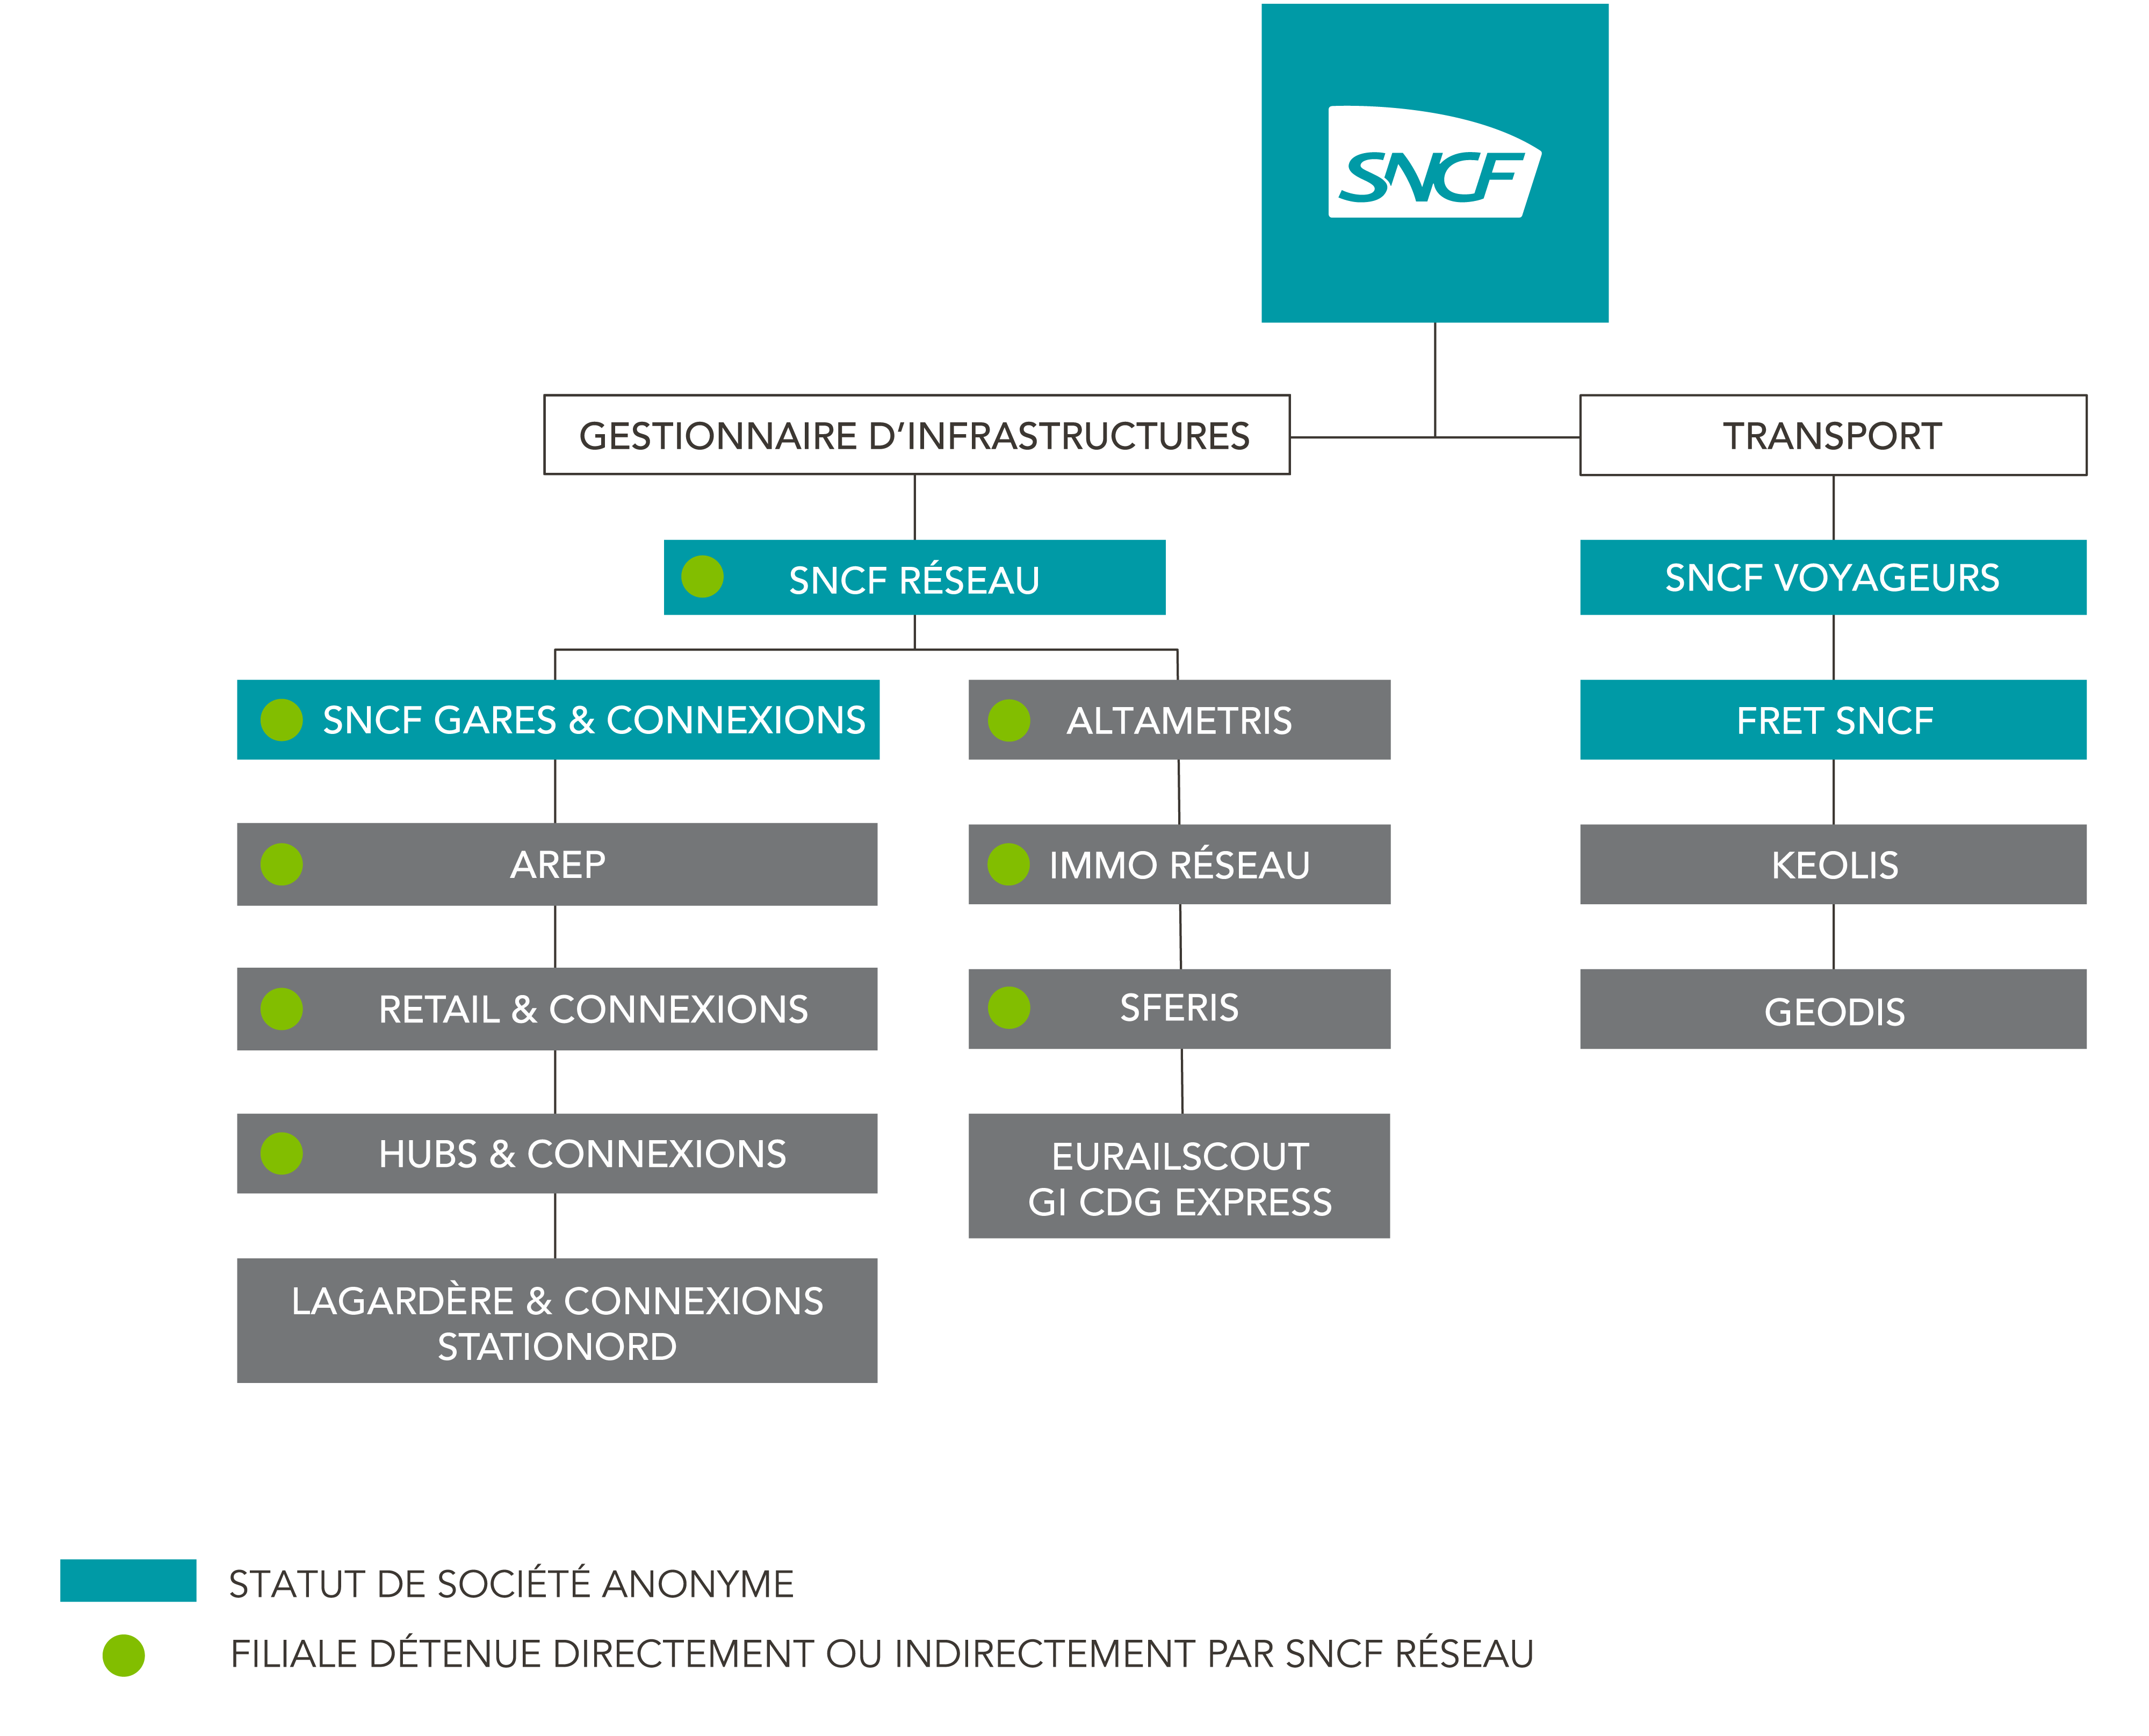 SNCF
GESTIONNAIRE D'INFRASTRUCTURES
TRANSPORT
SNCF RÉSEAU
SNCF VOYAGEURS
SNCF GARES & CONNEXIONS
ALTAMETRIS
FRET SNCF
AREP
IMMO RÉSEAU
KEOLIS
RETAIL & CONNEXIONS
SFERIS
GEODIS
HUBS & CONNEXIONS
EURAILSCOUT
GI CDG EXPRESS
LAGARDÈRE & CONNEXIONS
STATIONORD
STATUT DE SOCIÉTÉ ANONYME
FILIALE DÉTENUE DIRECTEMENT OU INDIRECTEMENT PAR SNCF RÉSEAU